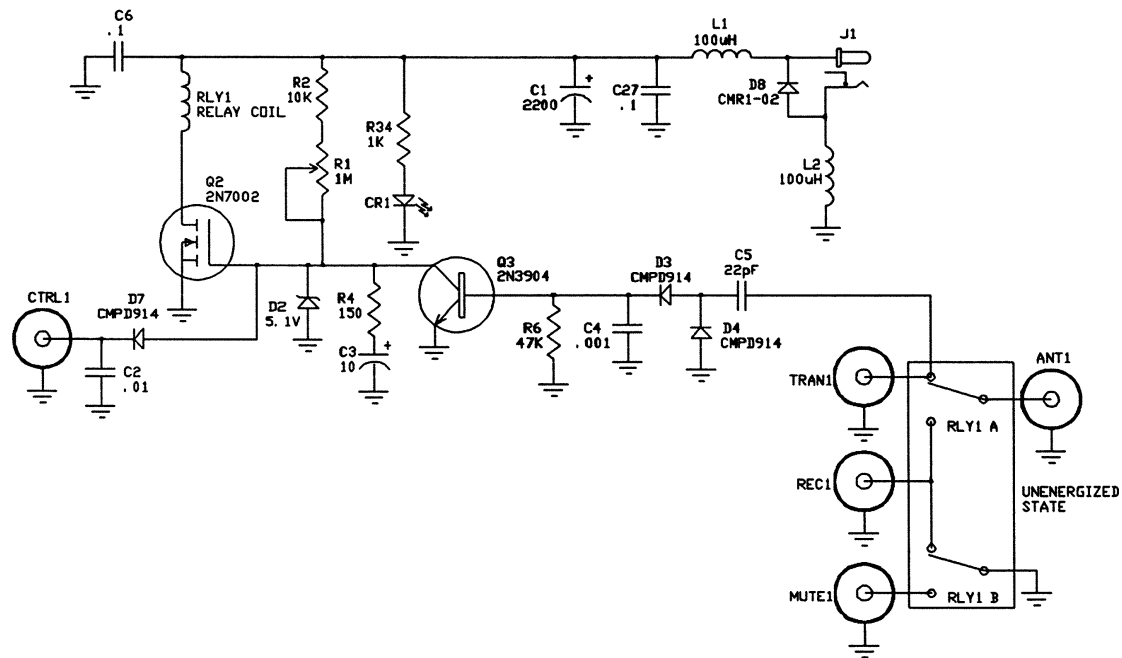 C6
.1
L1
100uH
J1
RLY1
RELAY COIL
R2
10K
R34
1K
C1
2200
+
C27
.1
D8
CMR1-02
R1
1M
CR1
L2
100uH
Q2
2N7002
Q3
2N3904
D3
CMPD914
C5
22pF
CTRL1
D7
CMPD914
D2
5.1V
R4
150
C3
10
+
R6
47K
C4
.001
D4
CMPD914
C2
.01
TRAN1
ANT1
RLY1 A
REC1
UNENERGIZED
STATE
MUTE1
RLY1 B